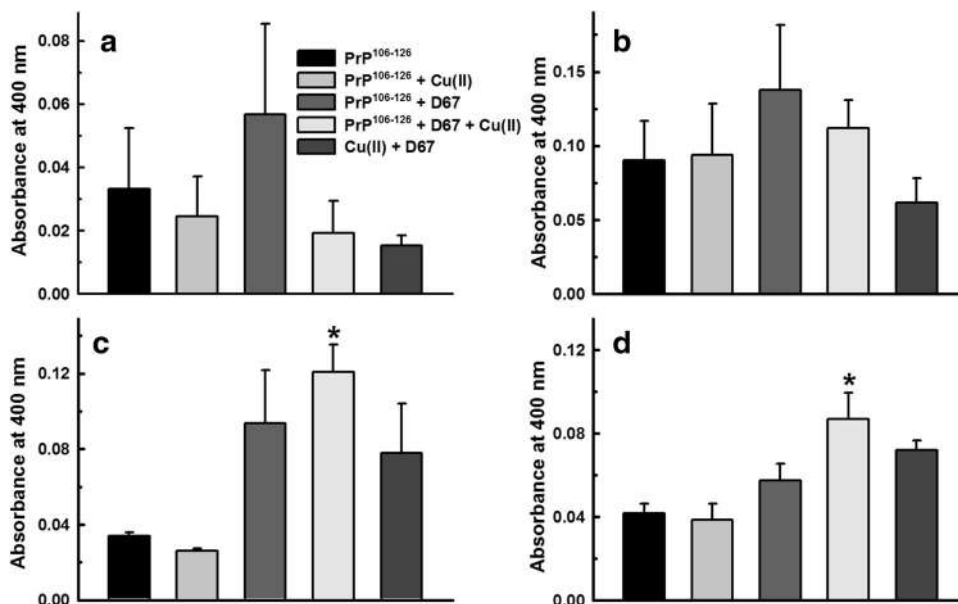 a
Absorbance at 400 nm
0.08
0.06
0.04
0.02
0.00
PrP106-126
PrP106-126 + Cu(II)
PrP106-126 + D67
PrP106-126 + D67 + Cu(II)
Cu(II) + D67
b
Absorbance at 400 nm
0.15
0.10
0.05
0.00
c
Absorbance at 400 nm
0.12
0.08
0.04
0.00
*
d
Absorbance at 400 nm
0.12
0.08
0.04
0.00
*